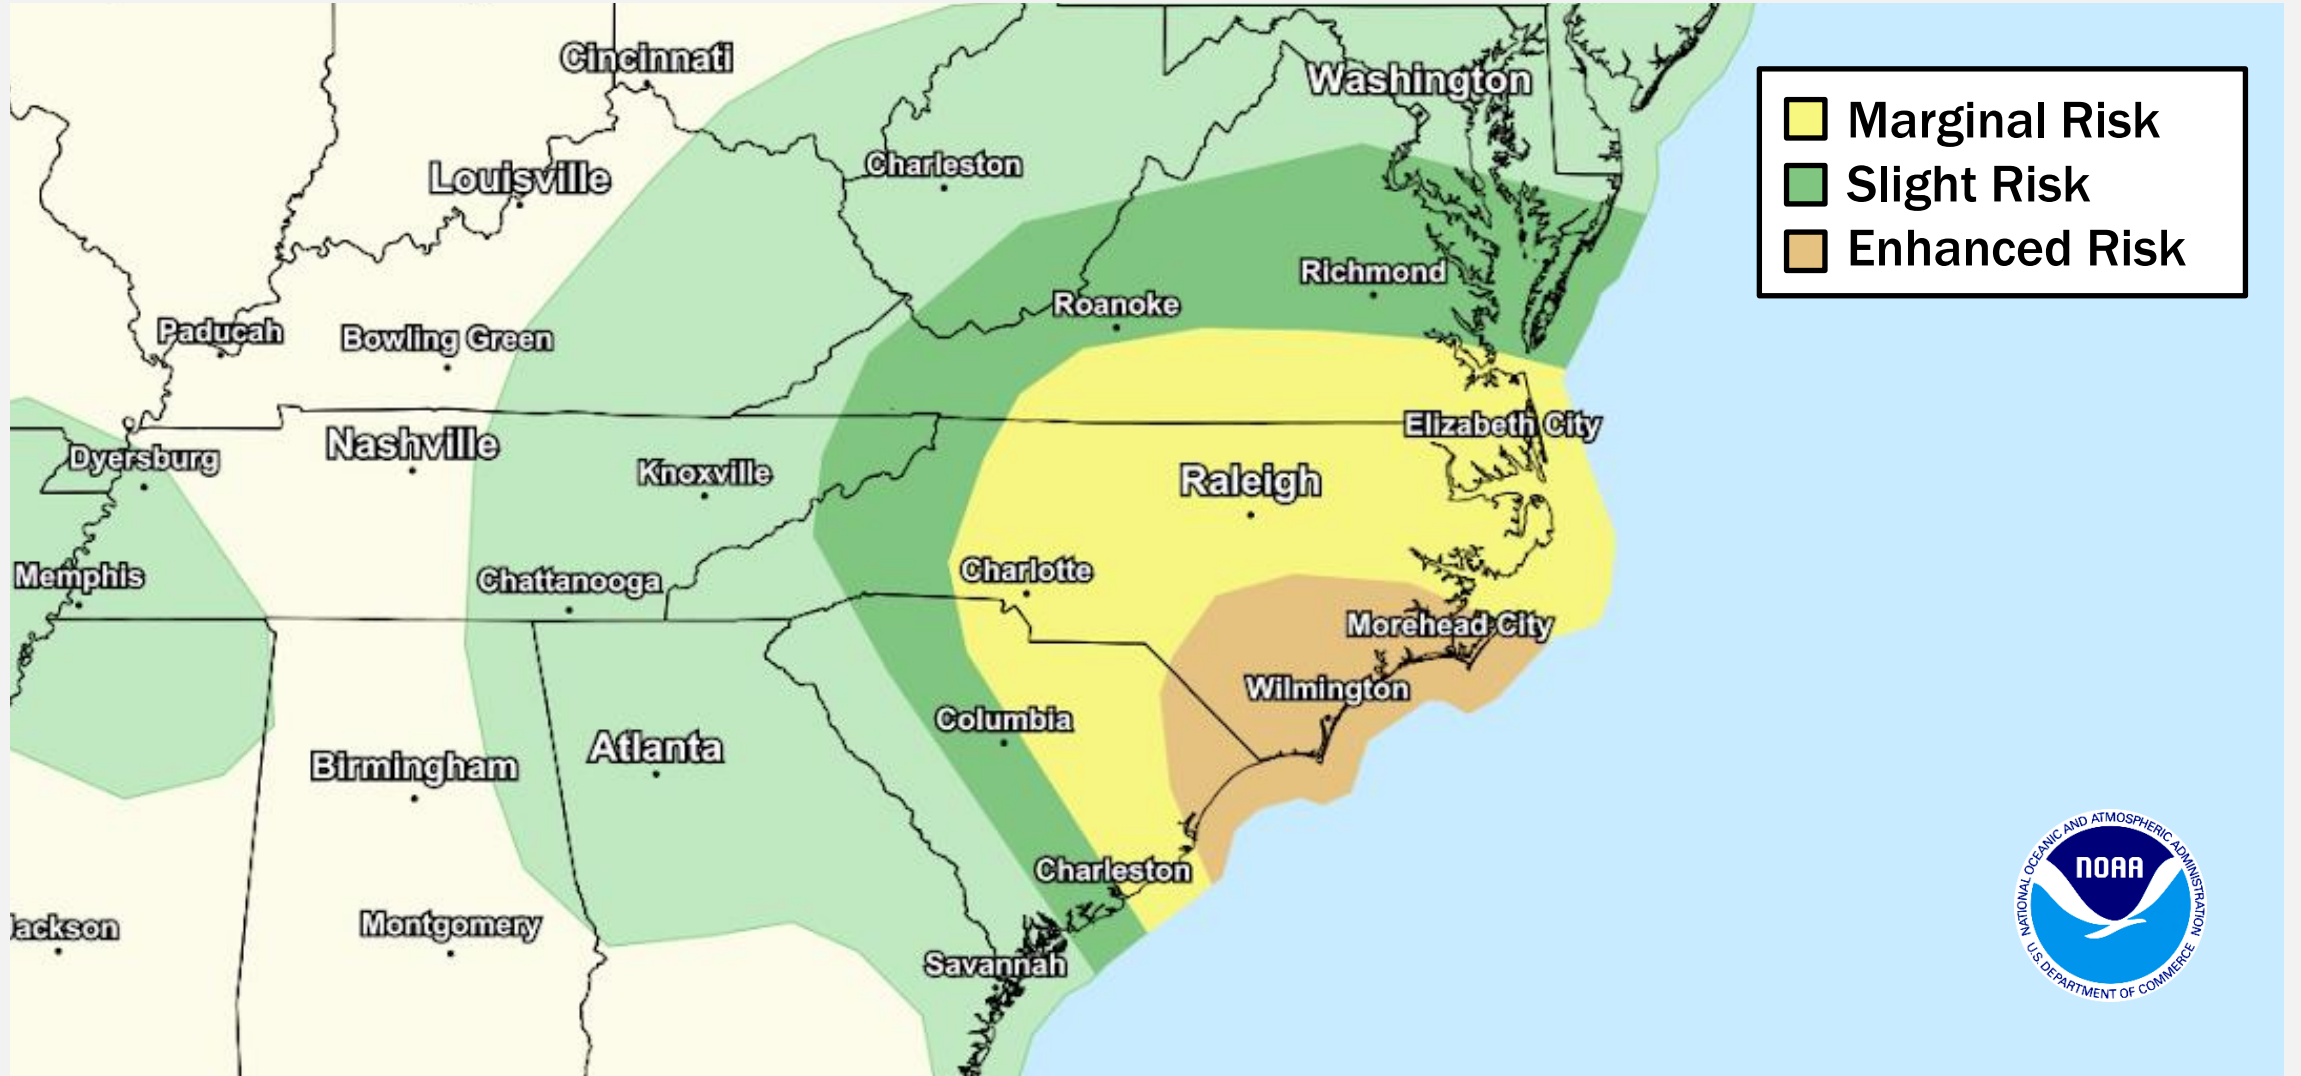 Cincinnati
Washington
Marginal Risk
Slight Risk
Enhanced Risk
Charleston
Louisville
Richmond
Roanoke
Paducah
Bowling Green
Elizabeth City
Nashville
Dyersburg
Knoxville
Raleigh
Memphis
Chattanooga
Charlotte
Morehead City
Wilmington
Columbia
Atlanta
Birmingham
Charleston
Jackson
Montgomery
Savannah
NATIONAL OCEANIC AND ATMOSPHERIC ADMINISTRATION
NOAA
U.S. DEPARTMENT OF COMMERCE